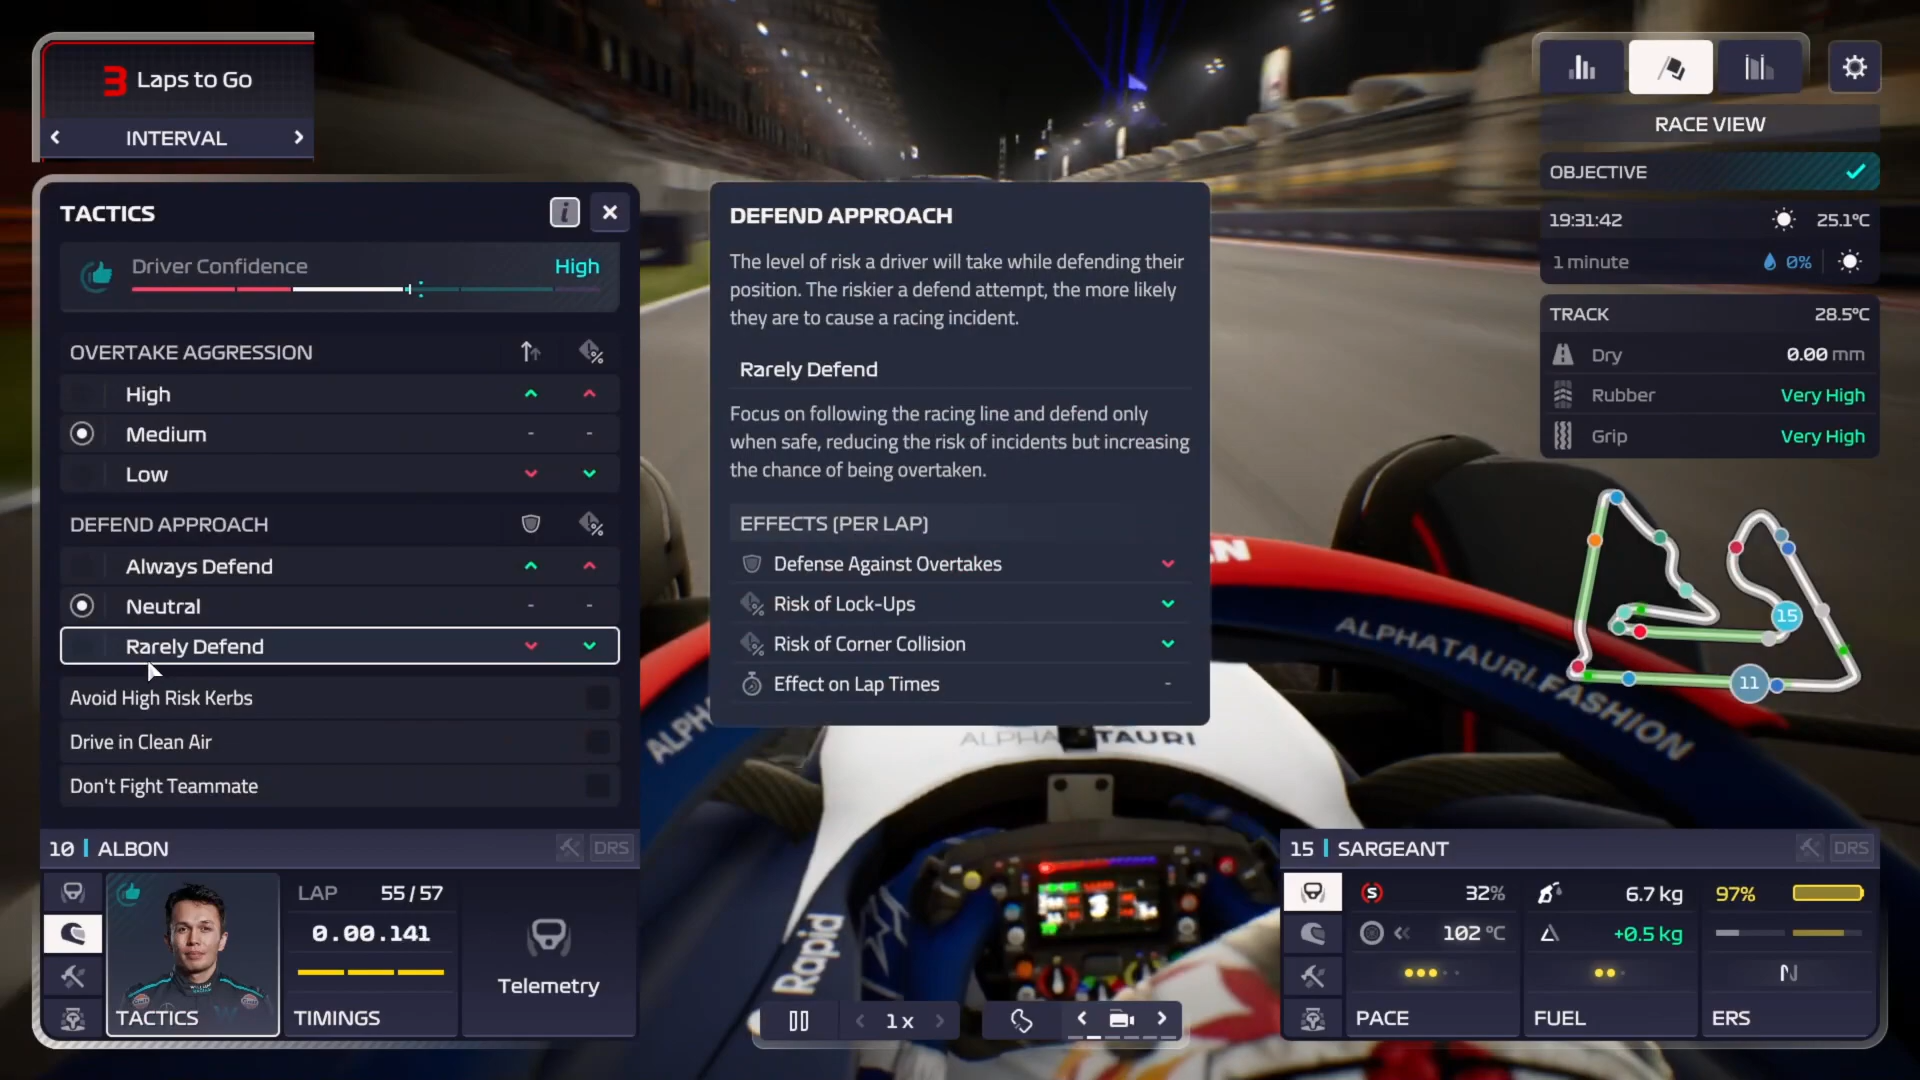 3 Laps to Go
INTERVAL
TACTICS
Driver Confidence High
OVERTAKE AGGRESSION
High
Medium - -
Low
DEFEND APPROACH
Always Defend
Neutral - -
Rarely Defend
Avoid High Risk Kerbs
Drive in Clean Air
Don't Fight Teammate
10 ALBON DRS
LAP 55/57
0.00.141
TACTICS
TIMINGS
Telemetry
DEFEND APPROACH
The level of risk a driver will take while defending their
position. The riskier a defend attempt, the more likely
they are to cause a racing incident.
Rarely Defend
Focus on following the racing line and defend only
when safe, reducing the risk of incidents but increasing
the chance of being overtaken.
EFFECTS (PER LAP)
Defense Against Overtakes
Risk of Lock-Ups
Risk of Corner Collision
Effect on Lap Times -
RACE VIEW
OBJECTIVE
19:31:42 25.1°C
1 minute 0%
TRACK 28.5°C
Dry 0.00 mm
Rubber Very High
Grip Very High
15
11
ALPHATAURI.FASHION
ALPHATAURI
Rapid
1x
15 SARGEANT DRS
S 32%
102 °C
PACE
6.7 kg
+0.5 kg
FUEL
97%
N
ERS